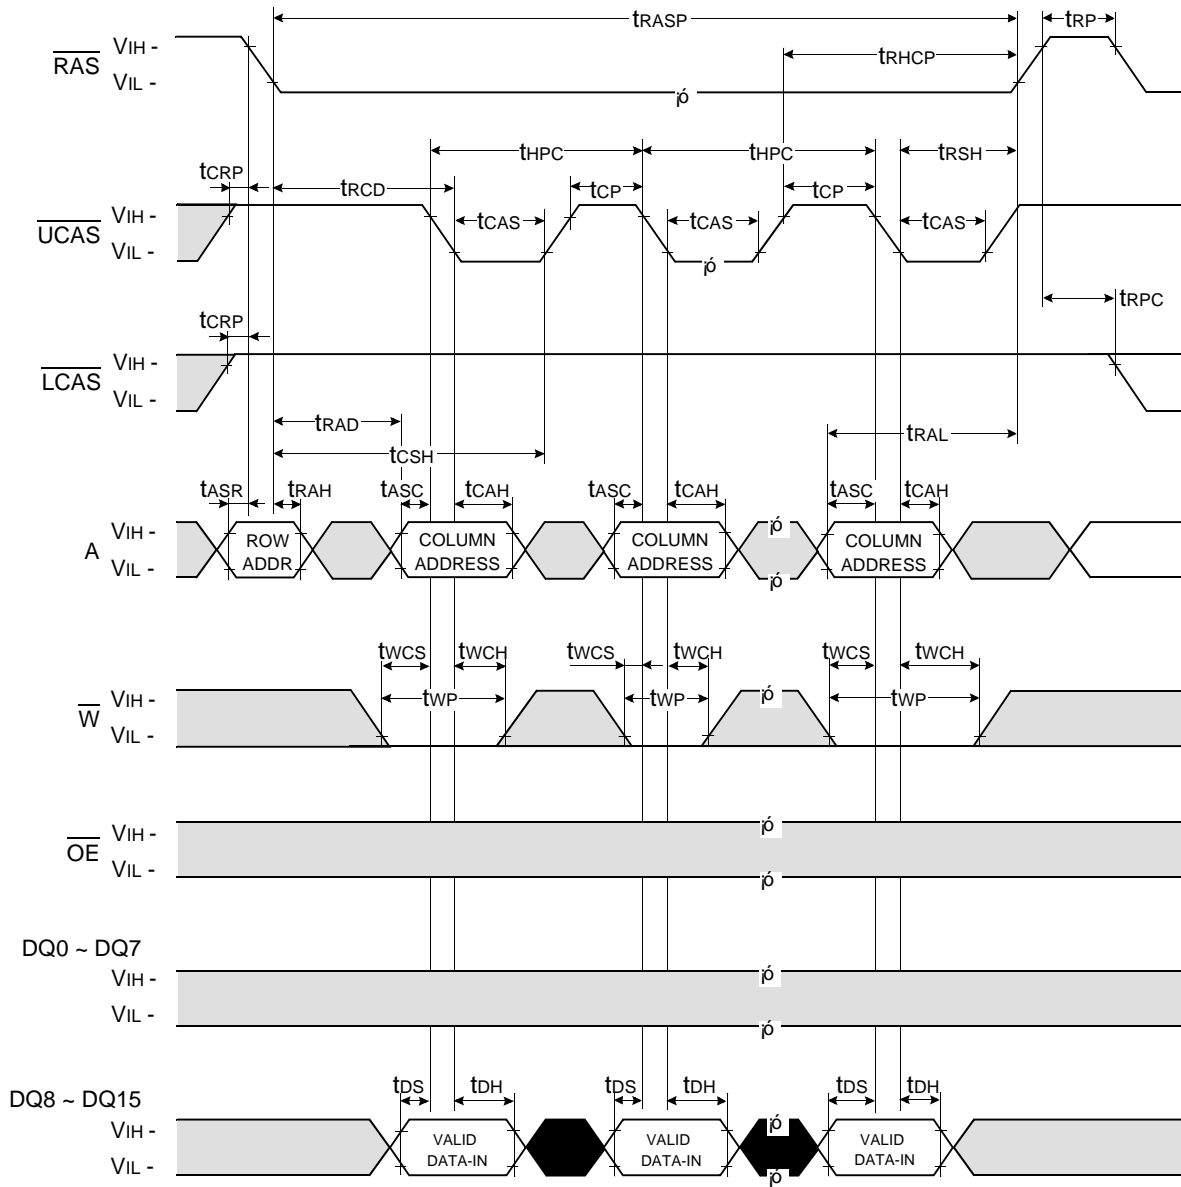 tRASP tRP
RAS VIH -
tRHCP
VIL -
¡ó
tHPC tHPC tRSH
tCRP tRCD tCP tCP
UCAS VIH -
tCAS tCAS tCAS
VIL -
¡ó
tCRP tRPC
LCAS VIH -
VIL -
tRAD tRAL
tCSH
tASR tRAH tASC tCAH tASC tCAH tASC tCAH
A VIH -
VIL -
ROW ADDR
COLUMN ADDRESS
COLUMN ADDRESS
COLUMN ADDRESS
¡ó
¡ó
tWCS tWCH tWCS tWCH tWCS tWCH
W VIH -
tWP tWP tWP
¡ó
VIL -
OE VIH -
¡ó
VIL -
¡ó
DQ0 ~ DQ7
VIH -
¡ó
VIL -
¡ó
tDS tDH tDS tDH tDS tDH
DQ8 ~ DQ15
VIH -
¡ó
VIL -
VALID DATA-IN
VALID DATA-IN
VALID DATA-IN
¡ó